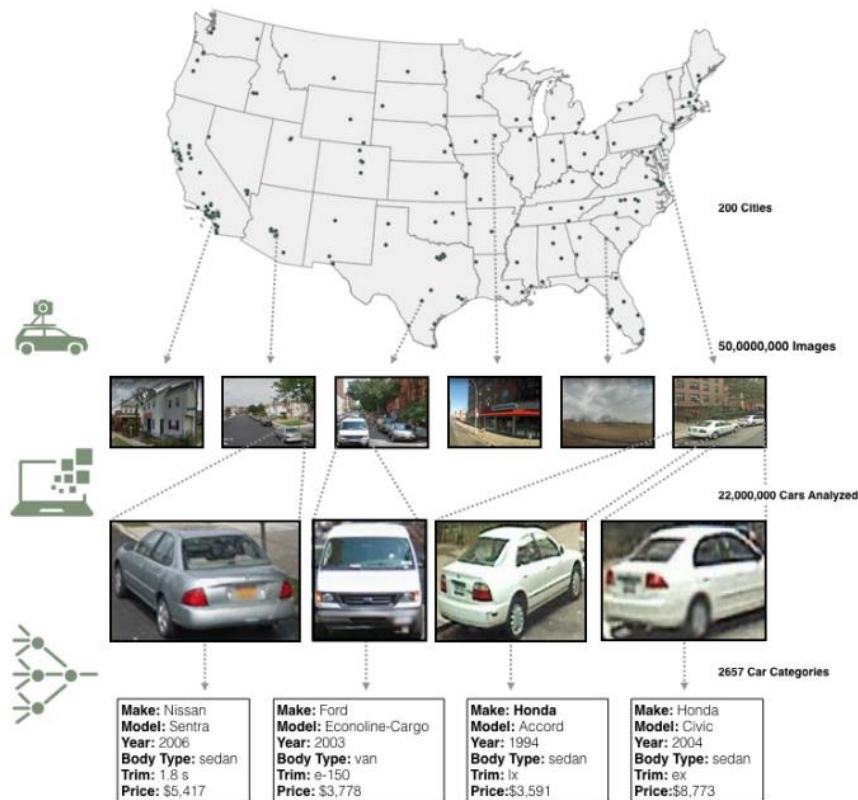 200 Cities
50,0000,000 Images
22,000,000 Cars Analyzed
2657 Car Categories
Make: Nissan
Model: Sentra
Year: 2006
Body Type: sedan
Trim: 1.8 s
Price: $5,417
Make: Ford
Model: Econoline-Cargo
Year: 2003
Body Type: van
Trim: e-150
Price: $3,778
Make: Honda
Model: Accord
Year: 1994
Body Type: sedan
Trim: lx
Price:$3,591
Make: Honda
Model: Civic
Year: 2004
Body Type: sedan
Trim: ex
Price: $8,773